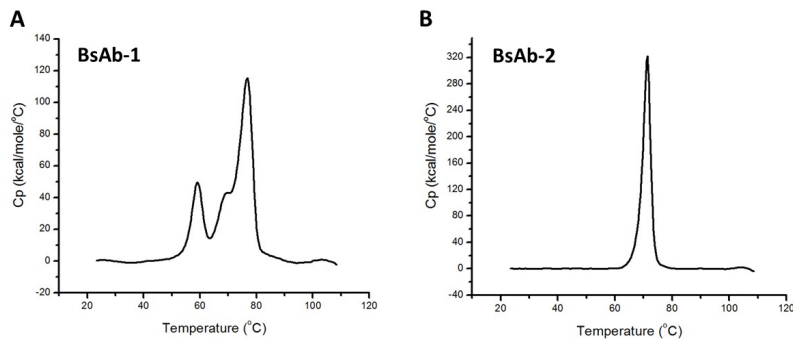 A
BsAb-1
140
120
100
80
60
40
20
0
-20
Cp (kcal/mole/°C)
20 40 60 80 100 120
Temperature (°C)
B
BsAb-2
320
280
240
200
160
120
80
40
0
-40
Cp (kcal/mole/°C)
20 40 60 80 100 120
Temperature (°C)